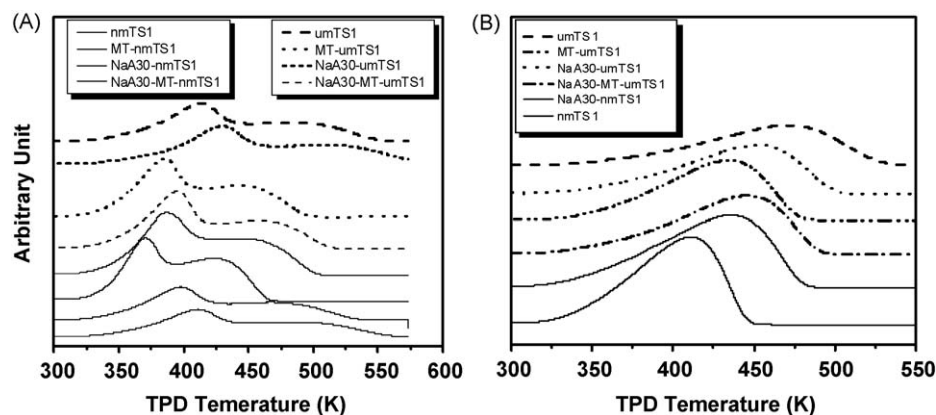 (A)
nmTS1
MT-nmTS1
NaA30-nmTS1
NaA30-MT-nmTS1
umTS1
MT-umTS1
NaA30-umTS1
NaA30-MT-umTS1
Arbitrary Unit
300 350 400 450 500 550 600
TPD Temerature (K)
(B)
umTS1
MT-umTS1
NaA30-umTS1
NaA30-MT-umTS1
NaA30-nmTS1
nmTS1
300 350 400 450 500 550
TPD Temerature (K)